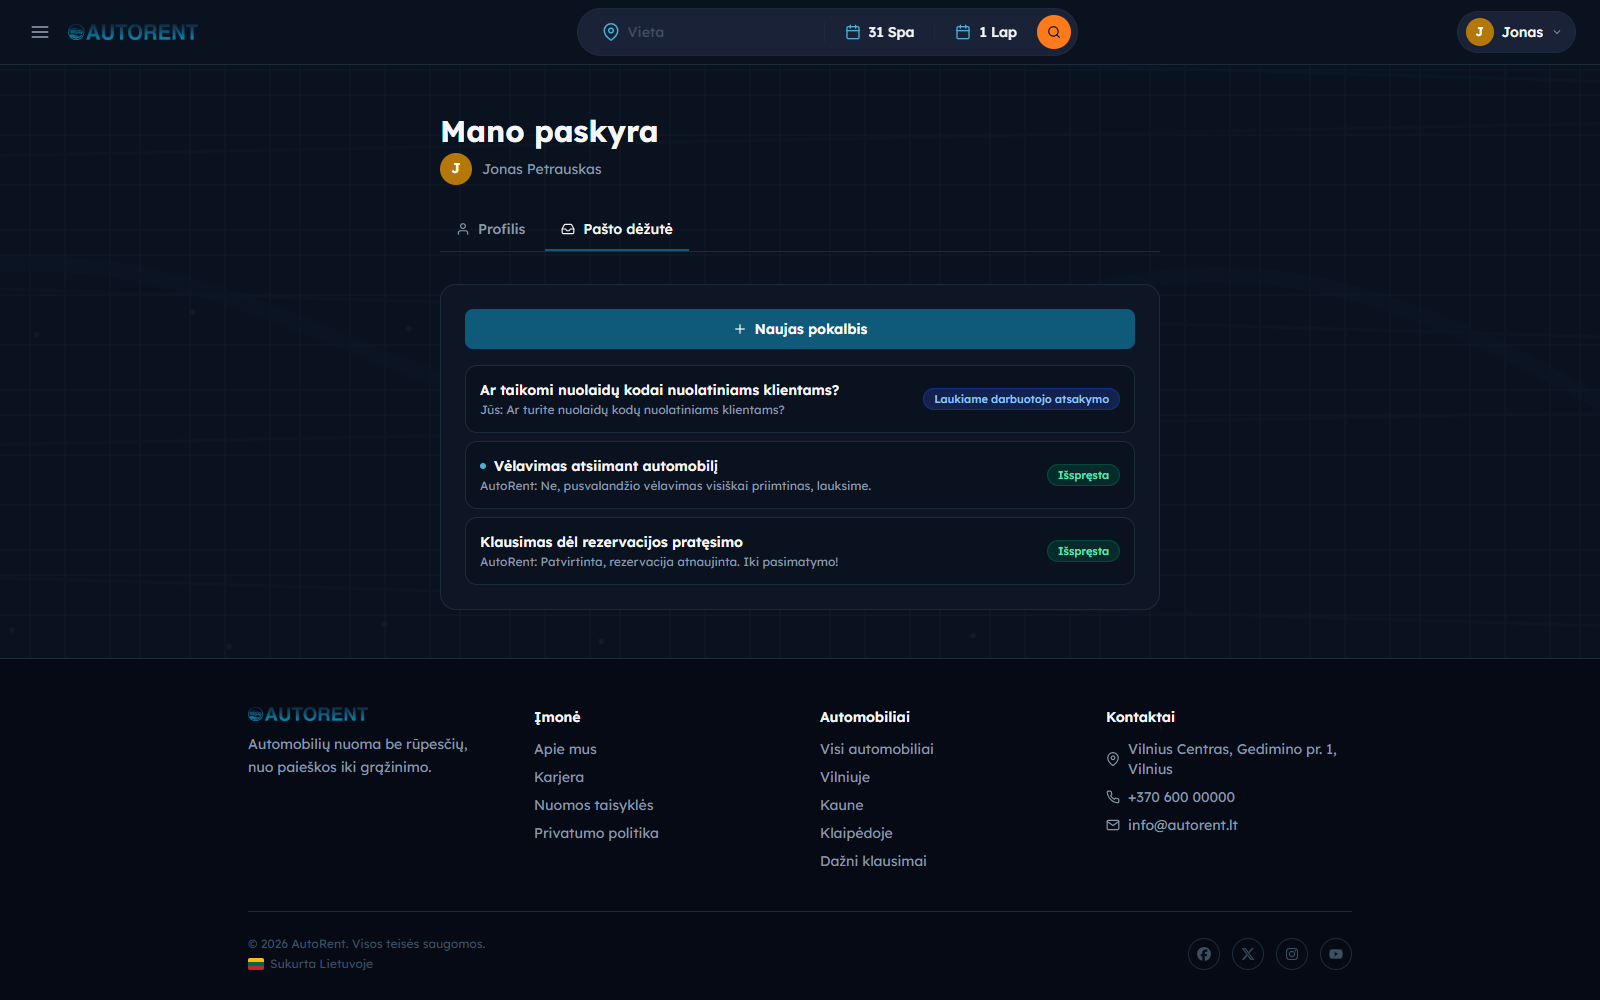 AUTORENT
Vieta
31 Spa
1 Lap
J
Jonas
Mano paskyra
J
Jonas Petrauskas
Profilis
Pašto dėžutė
Naujas pokalbis
Ar taikomi nuolaidų kodai nuolatiniams klientams?
Jūs: Ar turite nuolaidų kodų nuolatiniams klientams?
Laukiame darbuotojo atsakymo
Vėlavimas atsiimant automobilį
AutoRent: Ne, pusvalandžio vėlavimas visiškai priimtinas, lauksime.
Išspręsta
Klausimas dėl rezervacijos pratęsimo
AutoRent: Patvirtinta, rezervacija atnaujinta. Iki pasimatymo!
Išspręsta
AUTORENT
Automobilių nuoma be rūpesčių,
nuo paieškos iki grąžinimo.
Įmonė
Apie mus
Karjera
Nuomos taisyklės
Privatumo politika
Automobiliai
Visi automobiliai
Vilniuje
Kaune
Klaipėdoje
Dažni klausimai
Kontaktai
Vilnius Centras, Gedimino pr. 1,
Vilnius
+370 600 00000
info@autorent.lt
© 2026 AutoRent. Visos teisės saugomos.
Sukurta Lietuvoje